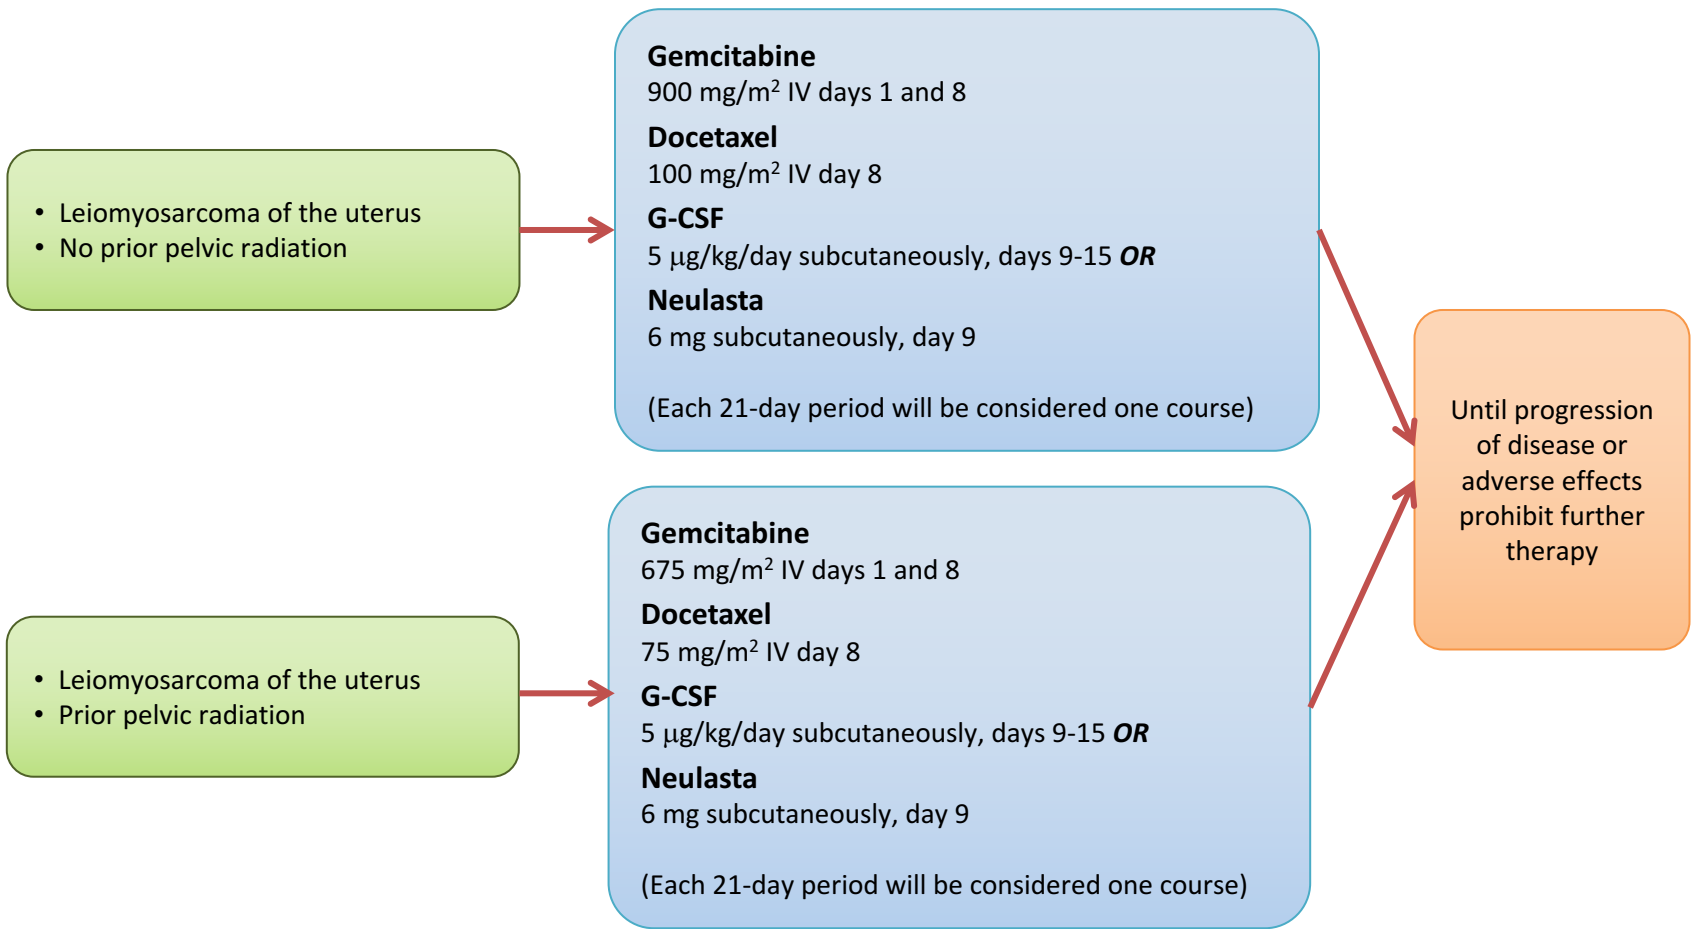 • Leiomyosarcoma of the uterus
• No prior pelvic radiation
Gemcitabine
900 mg/m² IV days 1 and 8
Docetaxel
100 mg/m² IV day 8
G-CSF
5 μg/kg/day subcutaneously, days 9-15 OR
Neulasta
6 mg subcutaneously, day 9
(Each 21-day period will be considered one course)
• Leiomyosarcoma of the uterus
• Prior pelvic radiation
Gemcitabine
675 mg/m² IV days 1 and 8
Docetaxel
75 mg/m² IV day 8
G-CSF
5 μg/kg/day subcutaneously, days 9-15 OR
Neulasta
6 mg subcutaneously, day 9
(Each 21-day period will be considered one course)
Until progression
of disease or
adverse effects
prohibit further
therapy